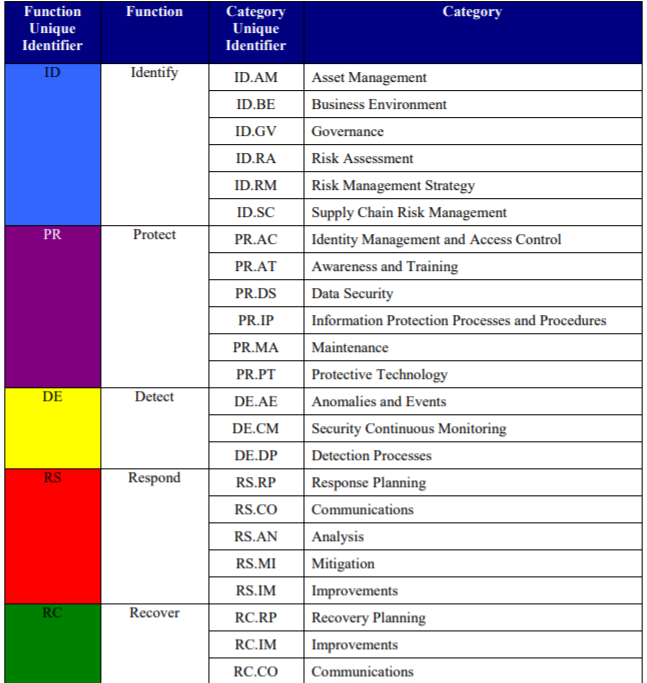 Function Unique Identifier Function Category Unique Identifier Category
ID Identify ID.AM Asset Management
ID.BE Business Environment
ID.GV Governance
ID.RA Risk Assessment
ID.RM Risk Management Strategy
ID.SC Supply Chain Risk Management
PR Protect PR.AC Identity Management and Access Control
PR.AT Awareness and Training
PR.DS Data Security
PR.IP Information Protection Processes and Procedures
PR.MA Maintenance
PR.PT Protective Technology
DE Detect DE.AE Anomalies and Events
DE.CM Security Continuous Monitoring
DE.DP Detection Processes
RS Respond RS.RP Response Planning
RS.CO Communications
RS.AN Analysis
RS.MI Mitigation
RS.IM Improvements
RC Recover RC.RP Recovery Planning
RC.IM Improvements
RC.CO Communications